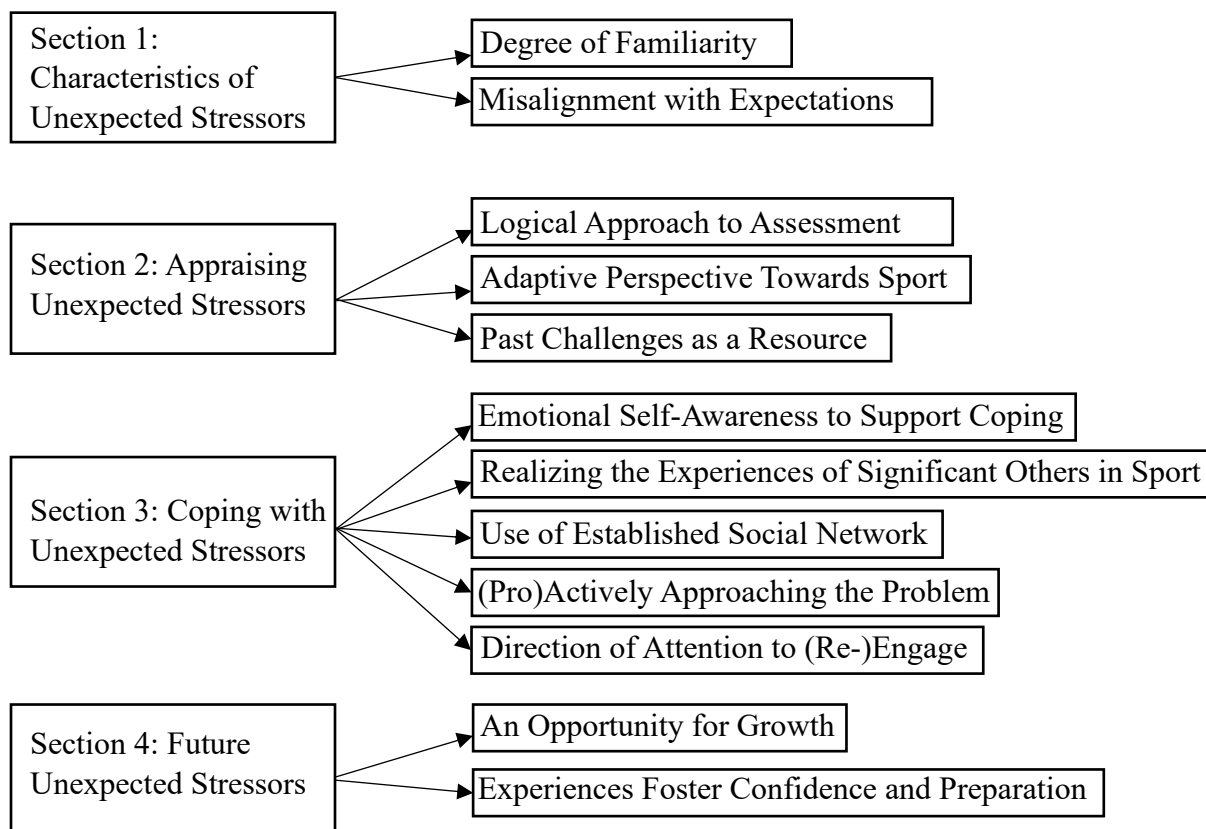 Section 1:
Characteristics of
Unexpected Stressors
Degree of Familiarity
Misalignment with Expectations
Section 2: Appraising
Unexpected Stressors
Logical Approach to Assessment
Adaptive Perspective Towards Sport
Past Challenges as a Resource
Section 3: Coping with
Unexpected Stressors
Emotional Self-Awareness to Support Coping
Realizing the Experiences of Significant Others in Sport
Use of Established Social Network
(Pro)Actively Approaching the Problem
Direction of Attention to (Re-)Engage
Section 4: Future
Unexpected Stressors
An Opportunity for Growth
Experiences Foster Confidence and Preparation